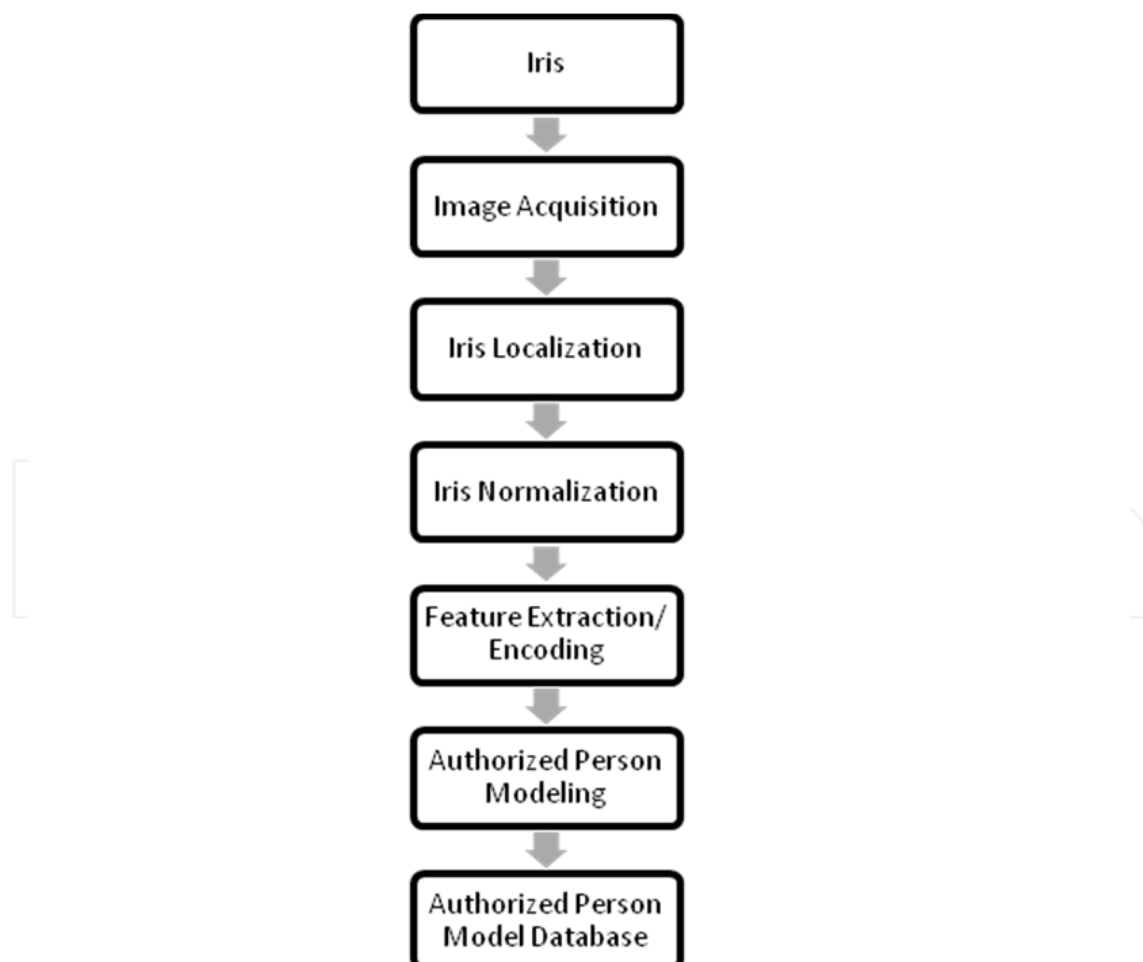 Iris
Image Acquisition
Iris Localization
Iris Normalization
Feature Extraction/
Encoding
Authorized Person
Modeling
Authorized Person
Model Database